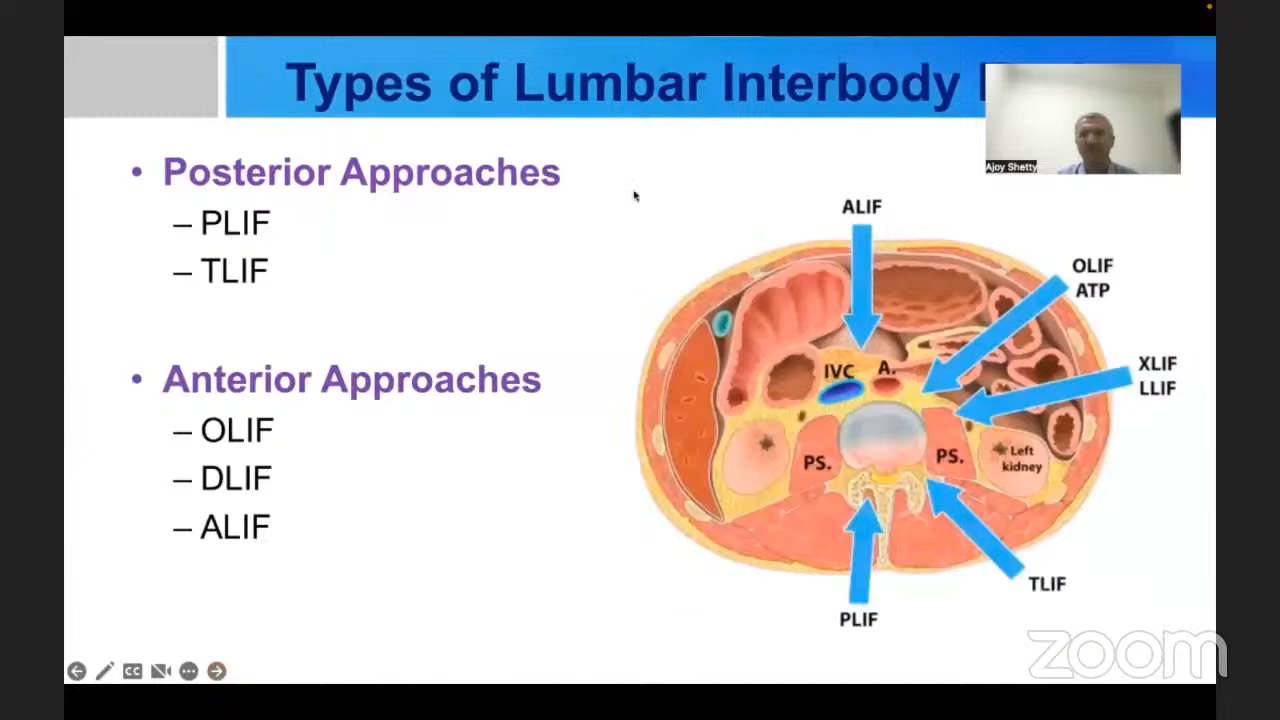 Types of Lumbar Interbody
Ajoy Shetty
• Posterior Approaches
– PLIF
– TLIF
• Anterior Approaches
– OLIF
– DLIF
– ALIF
ALIF
OLIF
ATP
XLIF
LLIF
IVC
A.
PS.
PS.
Left
kidney
TLIF
PLIF
CC
zoom